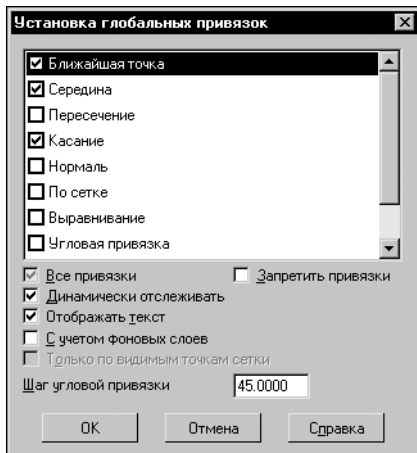 Установка глобальных привязок
Ближайшая точка
Середина
Пересечение
Касание
Нормаль
По сетке
Выравнивание
Угловая привязка
Все привязки Запретить привязки
Динамически отслеживать
Отображать текст
С учетом фоновых слоев
Только по видимым точкам сетки
Шаг угловой привязки 45.0000
OK Отмена Справка